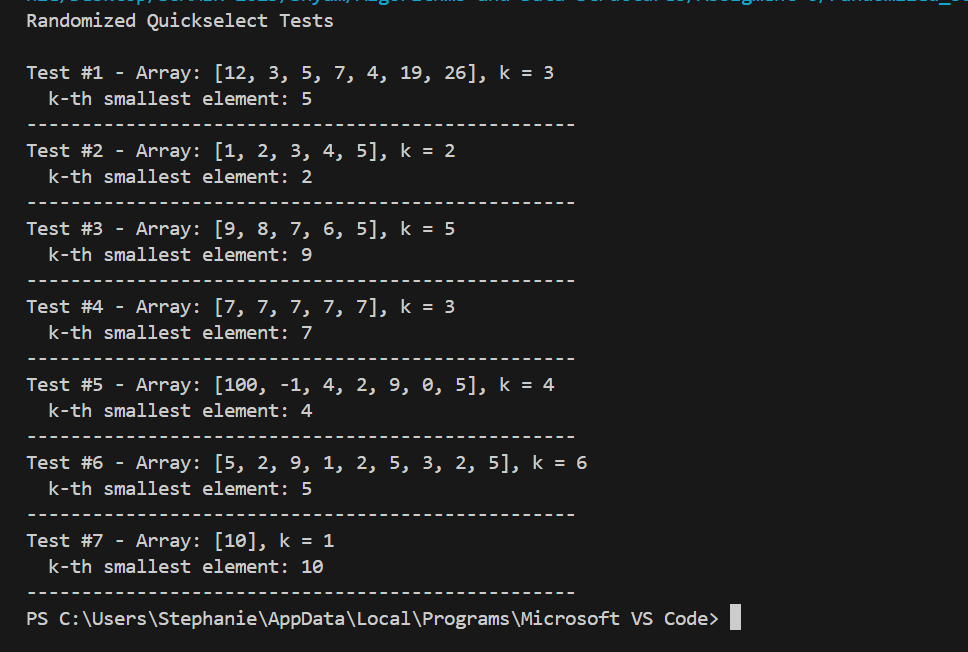 Randomized Quickselect Tests
Test #1 - Array: [12, 3, 5, 7, 4, 19, 26], k = 3
k-th smallest element: 5
--------------------------------------------------
Test #2 - Array: [1, 2, 3, 4, 5], k = 2
k-th smallest element: 2
--------------------------------------------------
Test #3 - Array: [9, 8, 7, 6, 5], k = 5
k-th smallest element: 9
--------------------------------------------------
Test #4 - Array: [7, 7, 7, 7, 7], k = 3
k-th smallest element: 7
--------------------------------------------------
Test #5 - Array: [100, -1, 4, 2, 9, 0, 5], k = 4
k-th smallest element: 4
--------------------------------------------------
Test #6 - Array: [5, 2, 9, 1, 2, 5, 3, 2, 5], k = 6
k-th smallest element: 5
--------------------------------------------------
Test #7 - Array: [10], k = 1
k-th smallest element: 10
--------------------------------------------------
PS C:\Users\Stephanie\AppData\Local\Programs\Microsoft VS Code>